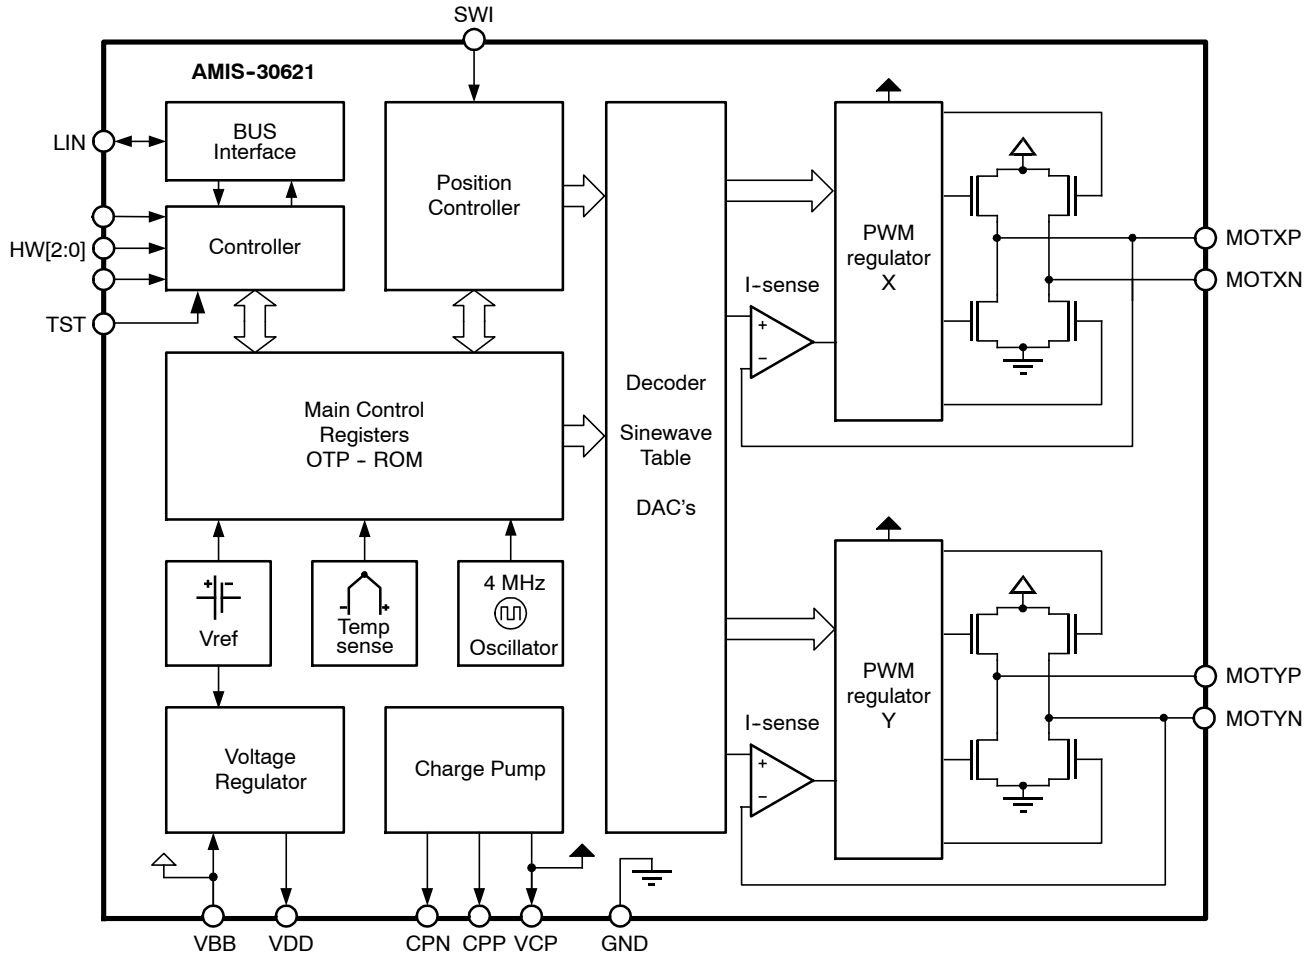 SWI
AMIS-30621
LIN
BUS
Interface
HW[2:0]
Controller
TST
Position
Controller
Main Control
Registers
OTP - ROM
+ -
Vref
- +
Temp
sense
4 MHz
Oscillator
Voltage
Regulator
Charge Pump
Decoder
Sinewave
Table
DAC's
I-sense
+
-
PWM
regulator
X
MOTXP
MOTXN
I-sense
+
-
PWM
regulator
Y
MOTYP
MOTYN
VBB
VDD
CPN
CPP
VCP
GND